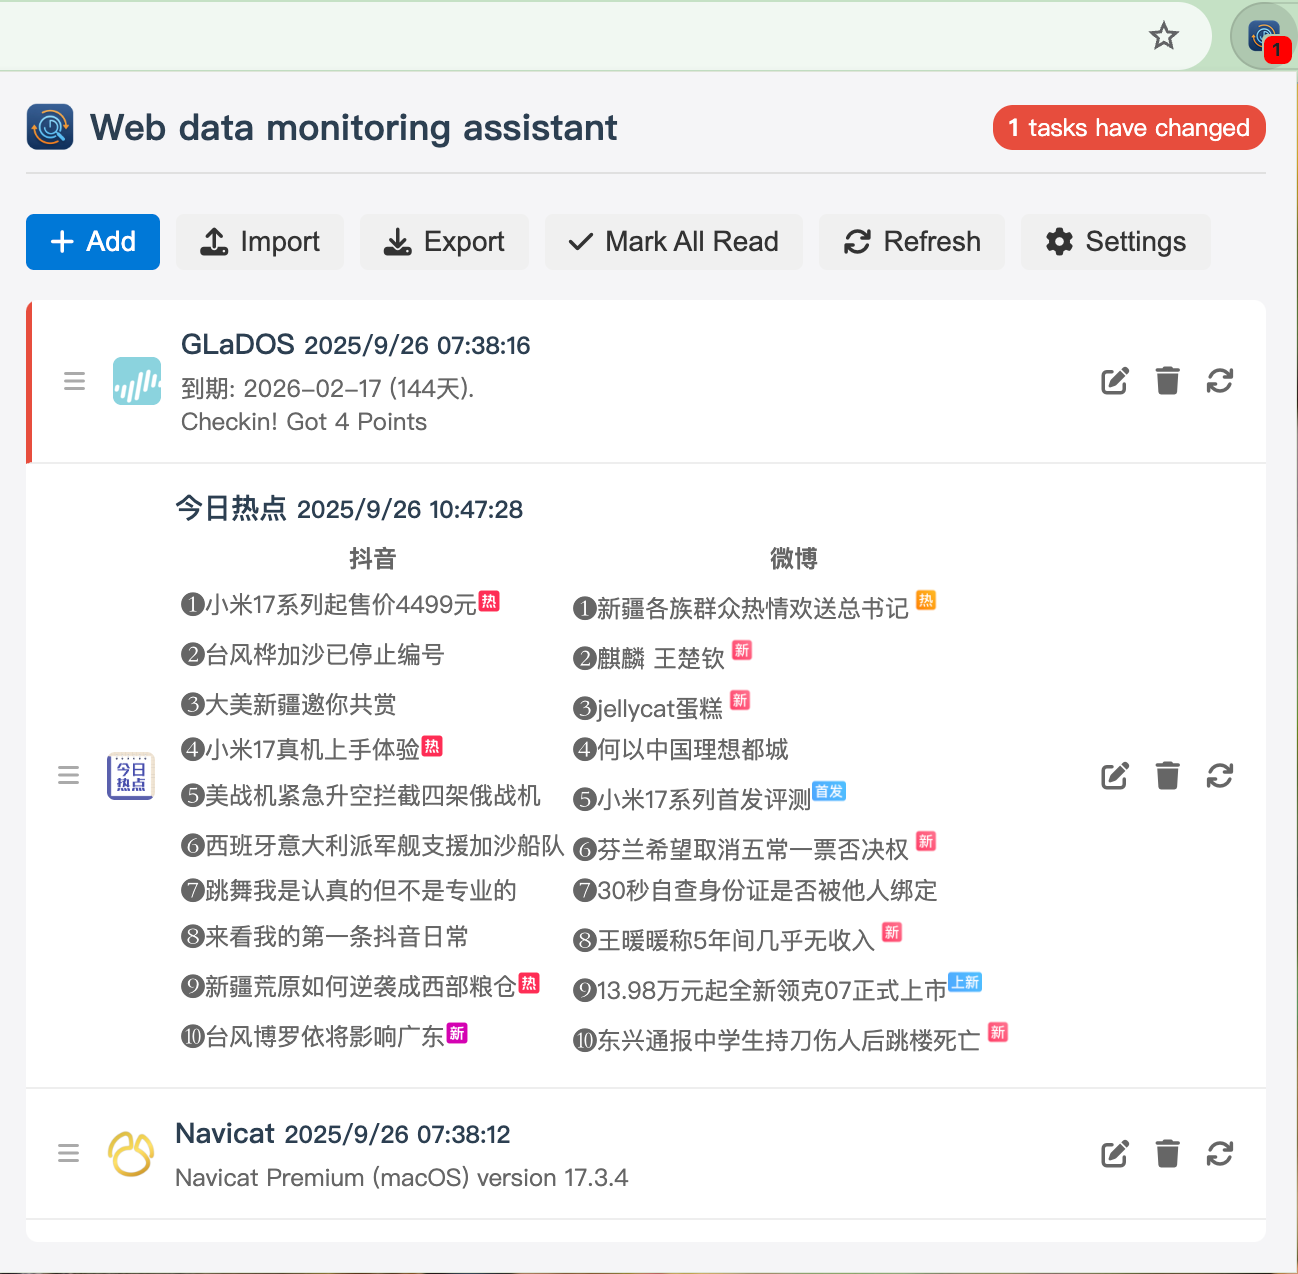 1
Web data monitoring assistant
1 tasks have changed
Add
Import
Export
Mark All Read
Refresh
Settings
GLaDOS 2025/9/26 07:38:16
到期: 2026-02-17 (144天).
Checkin! Got 4 Points
今日热点 2025/9/26 10:47:28
今日
热点
抖音
❶小米17系列起售价4499元热
❷台风桦加沙已停止编号
❸大美新疆邀你共赏
❹小米17真机上手体验热
❺美战机紧急升空拦截四架俄战机
❻西班牙意大利派军舰支援加沙船队
❼跳舞我是认真的但不是专业的
❽来看我的第一条抖音日常
❾新疆荒原如何逆袭成西部粮仓热
❿台风博罗依将影响广东新
微博
❶新疆各族群众热情欢送总书记 热
❷麒麟 王楚钦 新
❸jellycat蛋糕 新
❹何以中国理想都城
❺小米17系列首发评测首发
❻芬兰希望取消五常一票否决权 新
❼30秒自查身份证是否被他人绑定
❽王暖暖称5年间几乎无收入 新
❾13.98万元起全新领克07正式上市上新
❿东兴通报中学生持刀伤人后跳楼死亡 新
Navicat 2025/9/26 07:38:12
Navicat Premium (macOS) version 17.3.4